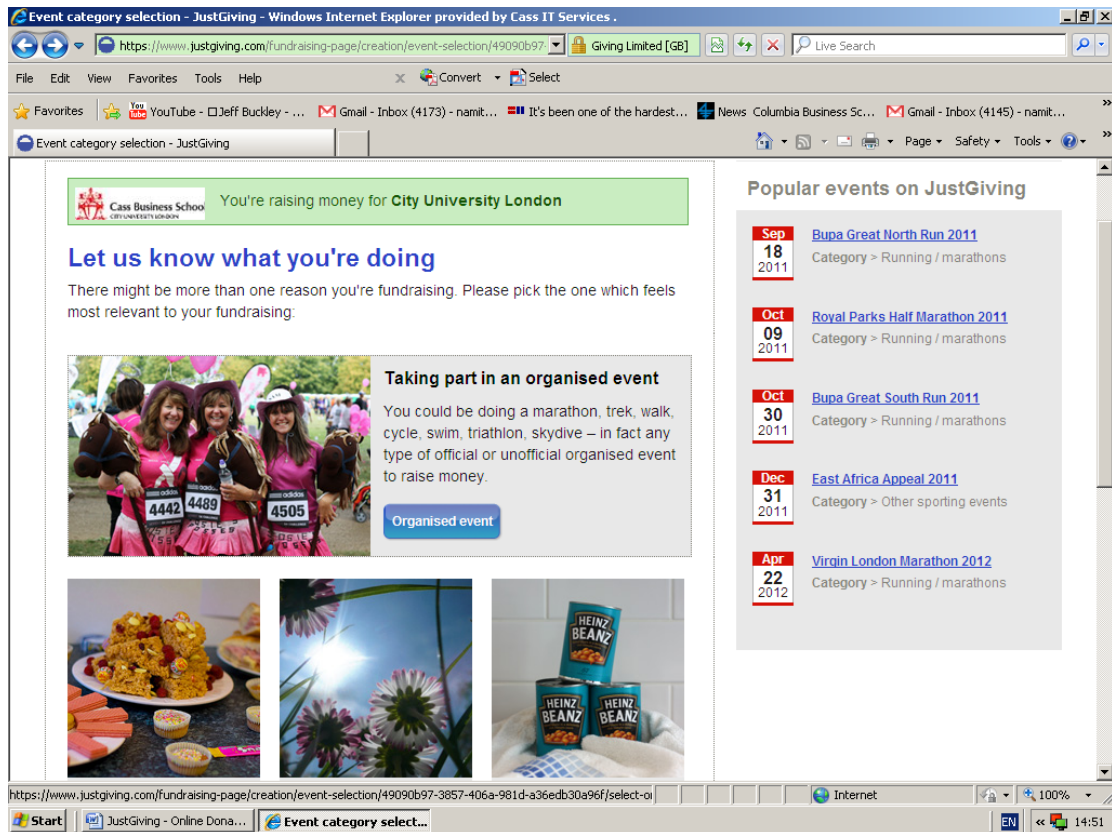 Event category selection - JustGiving - Windows Internet Explorer provided by Cass IT Services .
https://www.justgiving.com/fundraising-page/creation/event-selection/49090b97- Giving Limited [GB] Live Search
File Edit View Favorites Tools Help x Convert Select
Favorites YouTube - Jeff Buckley - ... Gmail - Inbox (4173) - namit... It's been one of the hardest... News Columbia Business Sc... Gmail - Inbox (4145) - namit... »
Event category selection - JustGiving Page Safety Tools »
Cass Business School
CITY UNIVERSITY LONDON
You're raising money for City University London
Let us know what you're doing
There might be more than one reason you're fundraising. Please pick the one which feels
most relevant to your fundraising:
adidas
4442
adidas
4489
adidas
4505
Taking part in an organised event
You could be doing a marathon, trek, walk,
cycle, swim, triathlon, skydive – in fact any
type of official or unofficial organised event
to raise money.
Organised event
HEINZ
BEANZ
HEINZ
BEANZ
HEINZ
BEANZ
Popular events on JustGiving
Sep
18
2011
Bupa Great North Run 2011
Category > Running / marathons
Oct
09
2011
Royal Parks Half Marathon 2011
Category > Running / marathons
Oct
30
2011
Bupa Great South Run 2011
Category > Running / marathons
Dec
31
2011
East Africa Appeal 2011
Category > Other sporting events
Apr
22
2012
Virgin London Marathon 2012
Category > Running / marathons
https://www.justgiving.com/fundraising-page/creation/event-selection/49090b97-3857-406a-981d-a36edb30a96f/select-o Internet 100%
Start JustGiving - Online Dona... Event category select... EN « 14:51